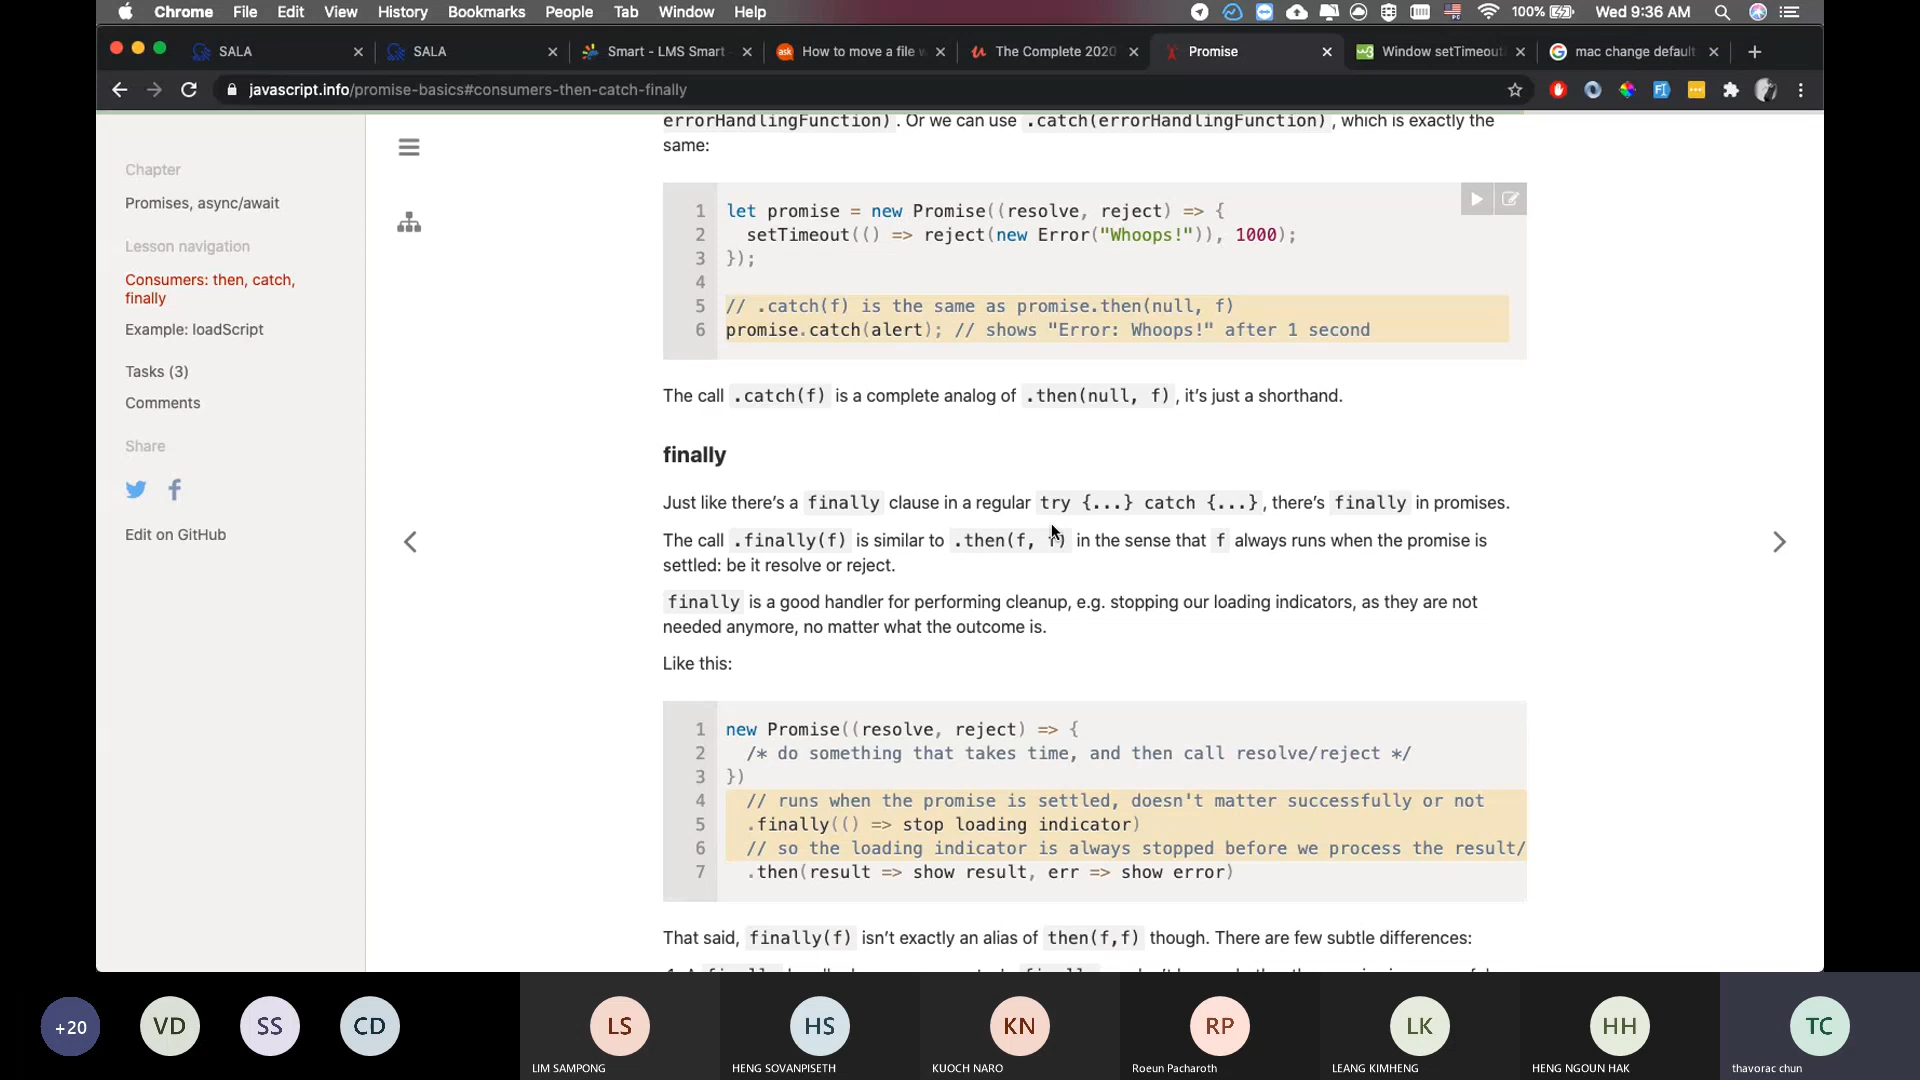 Chrome File Edit View History Bookmarks People Tab Window Help 100% Wed 9:36 AM
SALA SALA Smart - LMS Smart ask How to move a file The Complete 2020 Promise Window setTimeout mac change default
javascript.info/promise-basics#consumers-then-catch-finally
Chapter
Promises, async/await
Lesson navigation
Consumers: then, catch,
finally
Example: loadScript
Tasks (3)
Comments
Share
Edit on GitHub
errorHandlingFunction). Or we can use .catch(errorHandlingFunction), which is exactly the
same:
1 let promise = new Promise((resolve, reject) => {
2 setTimeout(() => reject(new Error("Whoops!")), 1000);
3 });
4
5 // .catch(f) is the same as promise.then(null, f)
6 promise.catch(alert); // shows "Error: Whoops!" after 1 second
The call .catch(f) is a complete analog of .then(null, f), it’s just a shorthand.
finally
Just like there’s a finally clause in a regular try {...} catch {...}, there’s finally in promises.
The call .finally(f) is similar to .then(f, f) in the sense that f always runs when the promise is
settled: be it resolve or reject.
finally is a good handler for performing cleanup, e.g. stopping our loading indicators, as they are not
needed anymore, no matter what the outcome is.
Like this:
1 new Promise((resolve, reject) => {
2 /* do something that takes time, and then call resolve/reject */
3 })
4 // runs when the promise is settled, doesn't matter successfully or not
5 .finally(() => stop loading indicator)
6 // so the loading indicator is always stopped before we process the result/
7 .then(result => show result, err => show error)
That said, finally(f) isn’t exactly an alias of then(f,f) though. There are few subtle differences:
+20 VD SS CD LS HS KN RP LK HH TC
LIM SAMPONG HENG SOVANPISETH KUOCH NARO Roeun Pacharoth LEANG KIMHENG HENG NGOUN HAK thavorac chun